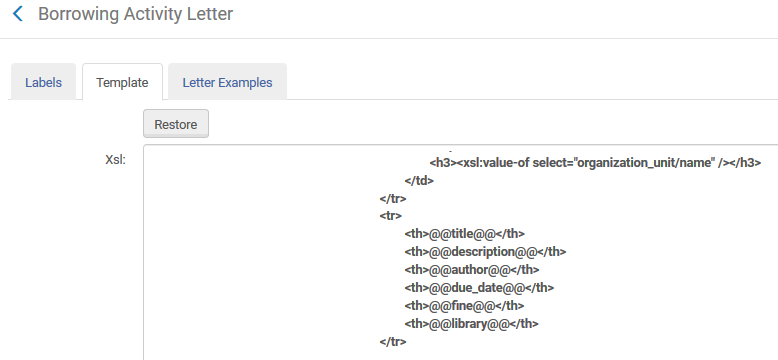 Borrowing Activity Letter
Labels Template Letter Examples
Restore
Xsl:
<h3><xsl:value-of select="organization_unit/name" /></h3>
</td>
</tr>
<tr>
<th>@@title@@</th>
<th>@@description@@</th>
<th>@@author@@</th>
<th>@@due_date@@</th>
<th>@@fine@@</th>
<th>@@library@@</th>
</tr>